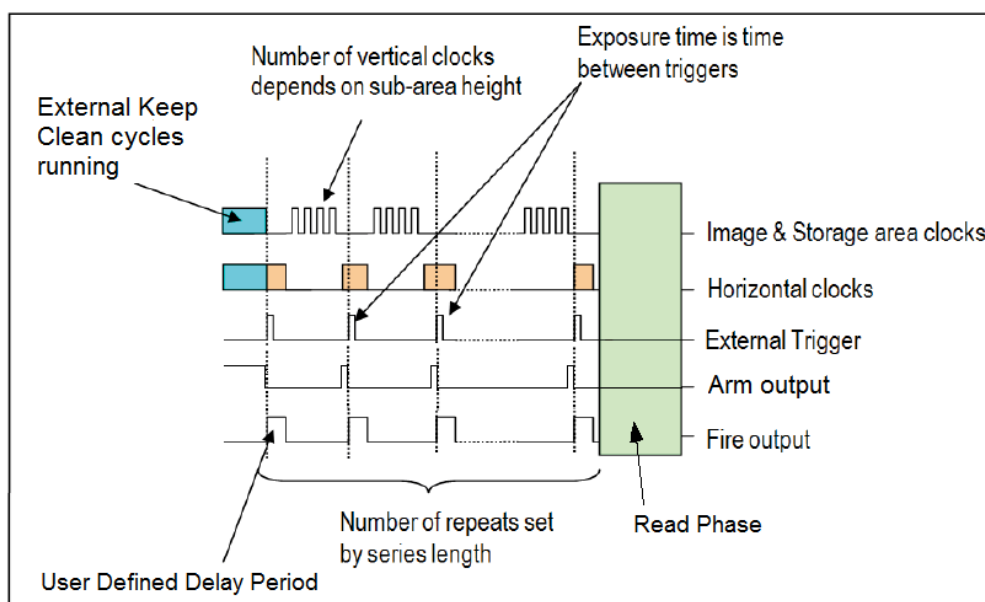 Number of vertical clocks
depends on sub-area height
Exposure time is time
between triggers
External Keep
Clean cycles
running
Image & Storage area clocks
Horizontal clocks
External Trigger
Arm output
Fire output
Number of repeats set
by series length
Read Phase
User Defined Delay Period